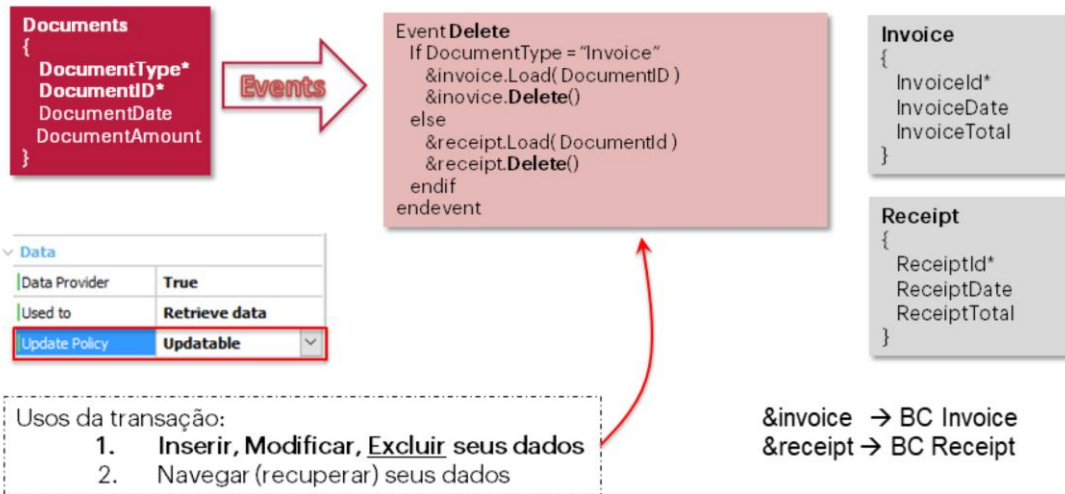 Documents
{
DocumentType*
DocumentID*
DocumentDate
DocumentAmount
}
Events
Event Delete
If DocumentType = “Invoice”
&invoice.Load( DocumentID )
&inovice.Delete()
else
&receipt.Load( DocumentId )
&receipt.Delete()
endif
endevent
Invoice
{
InvoiceId*
InvoiceDate
InvoiceTotal
}
Receipt
{
ReceiptId*
ReceiptDate
ReceiptTotal
}
Data
Data Provider True
Used to Retrieve data
Update Policy Updatable
Usos da transação:
1. Inserir, Modificar, Excluir seus dados
2. Navegar (recuperar) seus dados
&invoice → BC Invoice
&receipt → BC Receipt